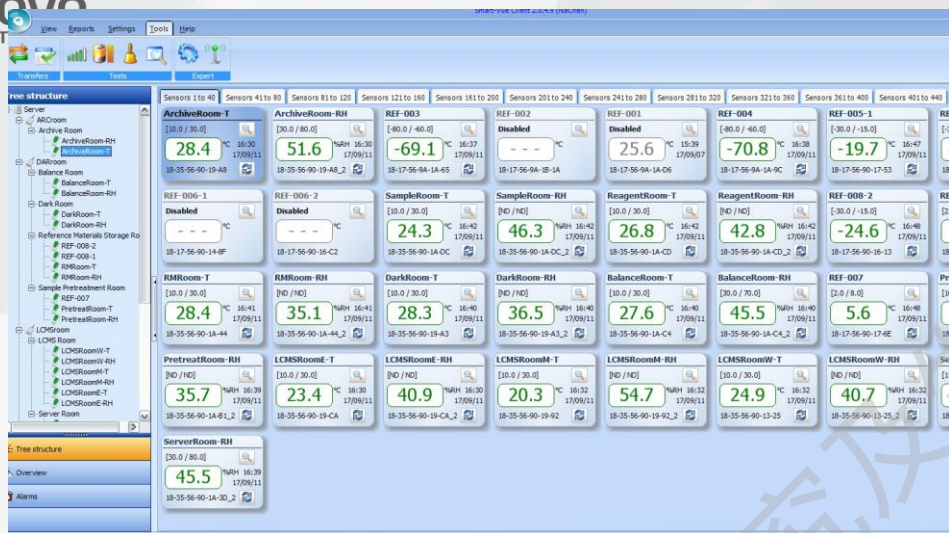 Smart-Vue Client 2.0.4.9 (NaChen)
View Reports Settings Tools Help
Transfers Tests Expert
Tree structure
Server
ARCroom
Archive Room
ArchiveRoom-RH
ArchiveRoom-T
DARroom
Balance Room
BalanceRoom-T
BalanceRoom-RH
Dark Room
DarkRoom-T
DarkRoom-RH
Reference Materials Storage Ro
REF-008-2
REF-008-1
RMRoom-T
RMRoom-RH
Sample Pretreatment Room
REF-007
PretreatRoom-T
PretreatRoom-RH
LCMSroom
LCMS Room
LCMSRoomW-T
LCMSRoomW-RH
LCMSRoomM-T
LCMSRoomM-RH
LCMSRoomE-T
LCMSRoomE-RH
Server Room
Tree structure
Overview
Alarms
Sensors 1 to 40 Sensors 41 to 80 Sensors 81 to 120 Sensors 121 to 160 Sensors 161 to 200 Sensors 201 to 240 Sensors 241 to 280 Sensors 281 to 320 Sensors 321 to 360 Sensors 361 to 400 Sensors 401 to 440
ArchiveRoom-T ArchiveRoom-RH REF-003 REF-002 REF-001 REF-004 REF-005-1
[10.0 / 30.0] [30.0 / 80.0] [-80.0 / -60.0] Disabled Disabled [-80.0 / -60.0] [-30.0 / -15.0]
28.4 °C 16:30 51.6 %RH 16:30 -69.1 °C 16:37 - - - °C 25.6 °C 15:39 -70.8 °C 16:38 -19.7 °C 16:47
17/09/11 17/09/11 17/09/11 17/09/07 17/09/11 17/09/11
18-35-56-90-19-A8 18-35-56-90-19-A8_2 18-17-56-9A-1A-65 18-17-56-9A-1B-1A 18-17-56-9A-1A-D6 18-17-56-9A-1A-9C 18-17-56-90-17-53
REF-006-1 REF-006-2 SampleRoom-T SampleRoom-RH ReagentRoom-T ReagentRoom-RH REF-008-2
Disabled Disabled [10.0 / 30.0] [ND / ND] [10.0 / 30.0] [ND / ND] [-30.0 / -15.0]
- - - °C - - - °C 24.3 °C 16:42 46.3 %RH 16:42 26.8 °C 16:42 42.8 %RH 16:42 -24.6 °C 16:48
17/09/11 17/09/11 17/09/11 17/09/11 17/09/11
18-17-56-90-14-8F 18-17-56-90-16-C2 18-35-56-90-1A-DC 18-35-56-90-1A-DC_2 18-35-56-90-1A-CD 18-35-56-90-1A-CD_2 18-17-56-90-16-13
RMRoom-T RMRoom-RH DarkRoom-T DarkRoom-RH BalanceRoom-T BalanceRoom-RH REF-007
[10.0 / 30.0] [ND / ND] [10.0 / 30.0] [ND / ND] [10.0 / 30.0] [30.0 / 70.0] [2.0 / 8.0]
28.4 °C 16:41 35.1 %RH 16:41 28.3 °C 16:40 36.5 %RH 16:40 27.6 °C 16:40 45.5 %RH 16:40 5.6 °C 16:40
17/09/11 17/09/11 17/09/11 17/09/11 17/09/11 17/09/11 17/09/11
18-35-56-90-1A-44 18-35-56-90-1A-44_2 18-35-56-90-19-A3 18-35-56-90-19-A3_2 18-35-56-90-1A-C4 18-35-56-90-1A-C4_2 18-17-56-90-17-6E
PretreatRoom-RH LCMSRoomE-T LCMSRoomE-RH LCMSRoomM-T LCMSRoomM-RH LCMSRoomW-T LCMSRoomW-RH
[ND / ND] [10.0 / 30.0] [ND / ND] [10.0 / 30.0] [ND / ND] [10.0 / 30.0] [ND / ND]
35.7 %RH 16:39 23.4 °C 16:30 40.9 %RH 16:30 20.3 °C 16:32 54.7 %RH 16:32 24.9 °C 16:32 40.7 %RH 16:32
17/09/11 17/09/11 17/09/11 17/09/11 17/09/11 17/09/11 17/09/11
18-35-56-90-1A-81_2 18-35-56-90-19-CA 18-35-56-90-19-CA_2 18-35-56-90-19-92 18-35-56-90-19-92_2 18-35-56-90-13-25 18-35-56-90-13-25_2
ServerRoom-RH
[30.0 / 80.0]
45.5 %RH 16:39
17/09/11
18-35-56-90-1A-3D_2